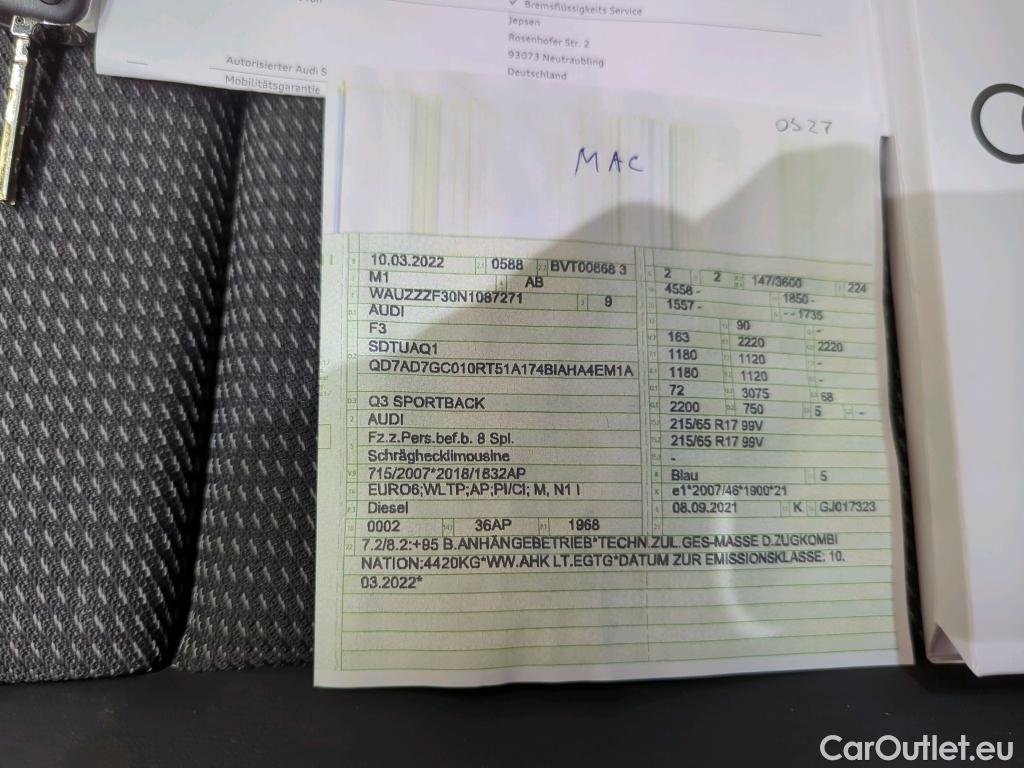 ✓ Bremsflüssigkeits Service
Jepsen
Rosenhofer Str. 2
93073 Neutraubling
Deutschland
Autorisierter Audi S
Mobilitätsgarantie
0527
MAC
10.03.2022 0588 BVT00868 3
M1 AB
WAUZZZF30N1087271 9
AUDI
F3
SDTUAQ1
QD7AD7GC010RT51A174BIAHA4EM1A
Q3 SPORTBACK
AUDI
Fz.z.Pers.bef.b. 8 Spl.
Schräghecklimousine
715/2007*2018/1832AP
EURO6;WLTP;AP;PI/CI; M, N1 I
Diesel
0002 36AP 1968
2 2 147/3600 224
4558 - 1850 -
1557 - - - 1735
90 -
163 2220 2220
1180 1120 -
1180 1120 -
72 3075 68
2200 750 5 -
215/65 R17 99V
215/65 R17 99V
-
Blau 5
e1*2007/46*1900*21
08.09.2021 K GJ017323
7.2/8.2:+95 B.ANHÄNGEBETRIEB*TECHN.ZUL.GES-MASSE D.ZUGKOMBI
NATION:4420KG*WW.AHK LT.EGTG*DATUM ZUR EMISSIONSKLASSE: 10.
03.2022*
CarOutlet.eu